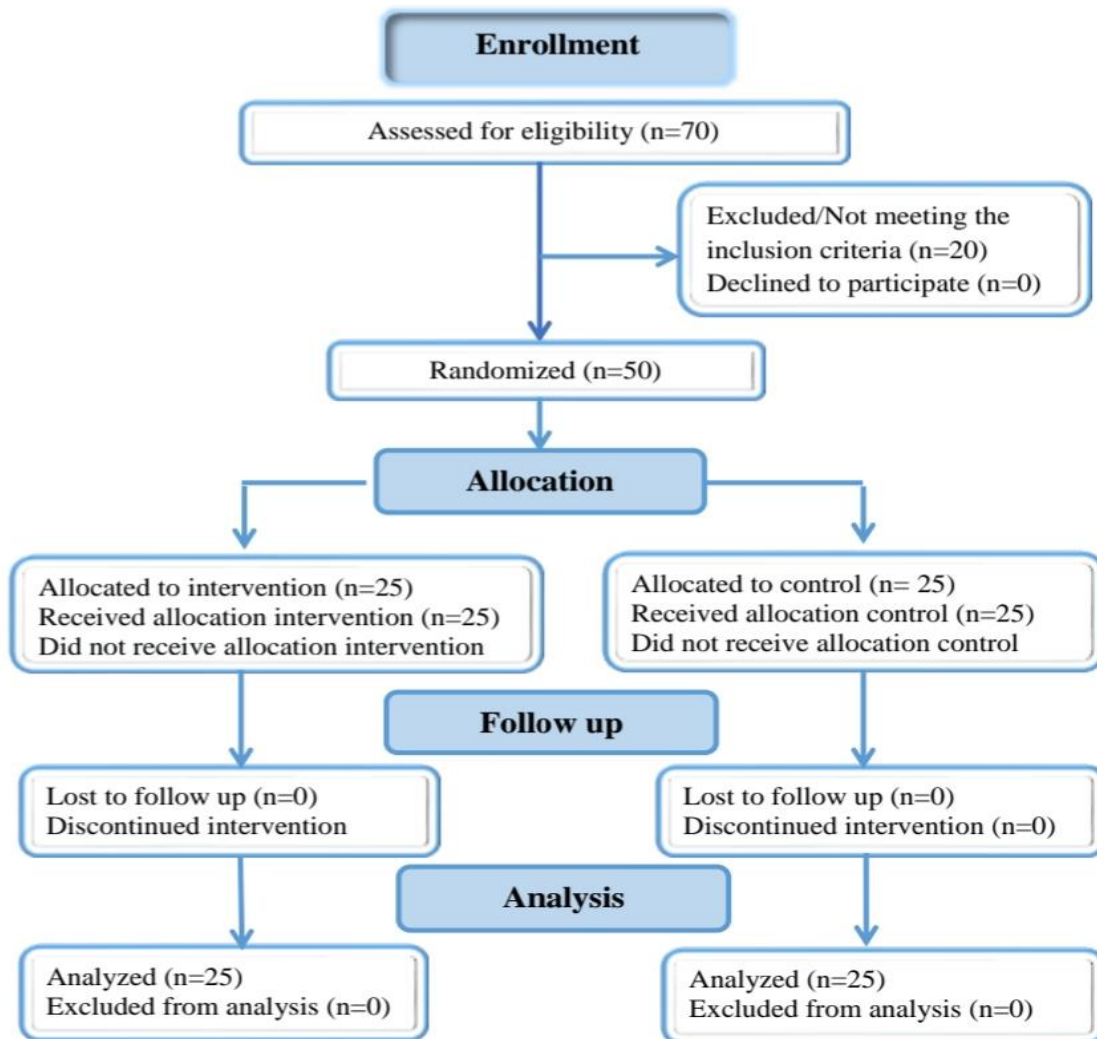 Enrollment
Assessed for eligibility (n=70)
Excluded/Not meeting the
inclusion criteria (n=20)
Declined to participate (n=0)
Randomized (n=50)
Allocation
Allocated to intervention (n=25)
Received allocation intervention (n=25)
Did not receive allocation intervention
Allocated to control (n= 25)
Received allocation control (n=25)
Did not receive allocation control
Follow up
Lost to follow up (n=0)
Discontinued intervention
Lost to follow up (n=0)
Discontinued intervention (n=0)
Analysis
Analyzed (n=25)
Excluded from analysis (n=0)
Analyzed (n=25)
Excluded from analysis (n=0)